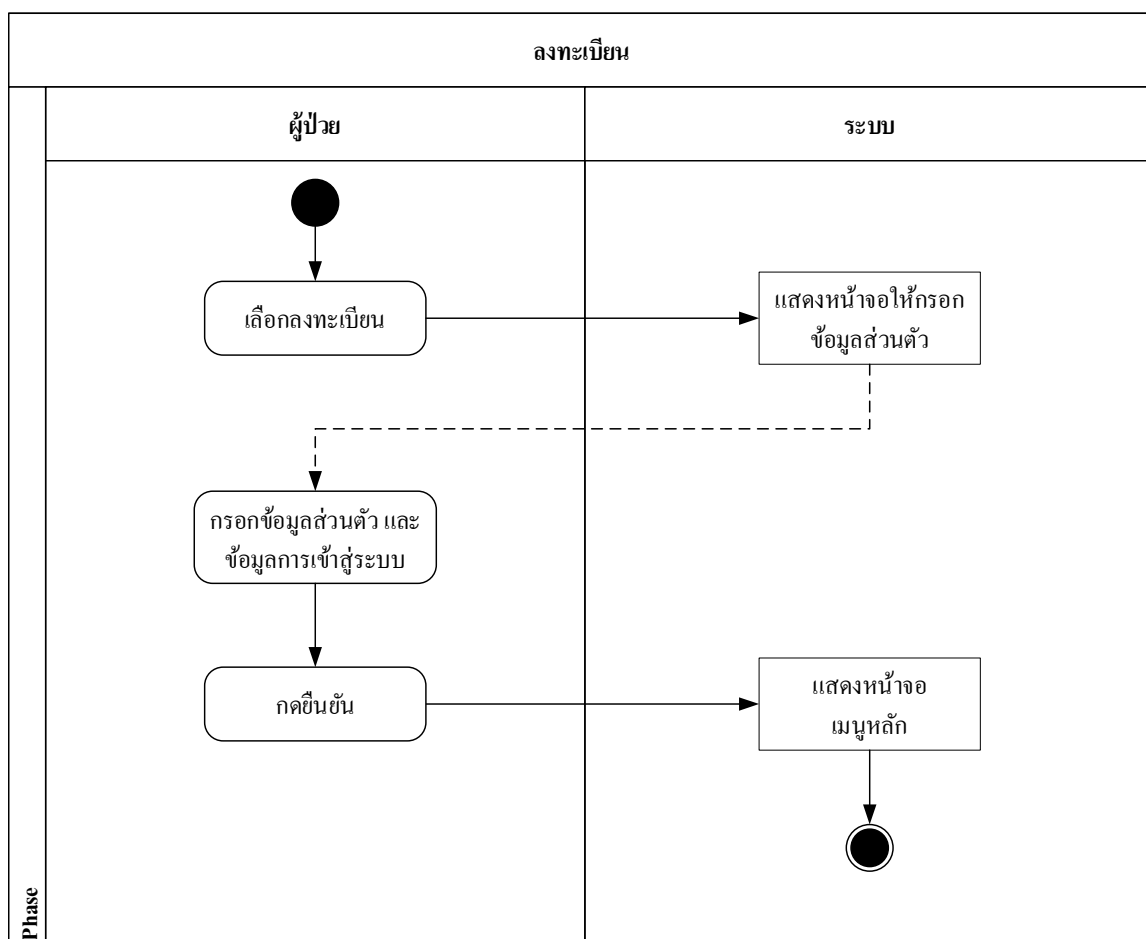 ลงทะเบียน
ผู้ป่วย
ระบบ
เลือกลงทะเบียน
แสดงหน้าจอให้กรอก
ข้อมูลส่วนตัว
กรอกข้อมูลส่วนตัว และ
ข้อมูลการเข้าสู่ระบบ
กดยืนยัน
แสดงหน้าจอ
เมนูหลัก
Phase